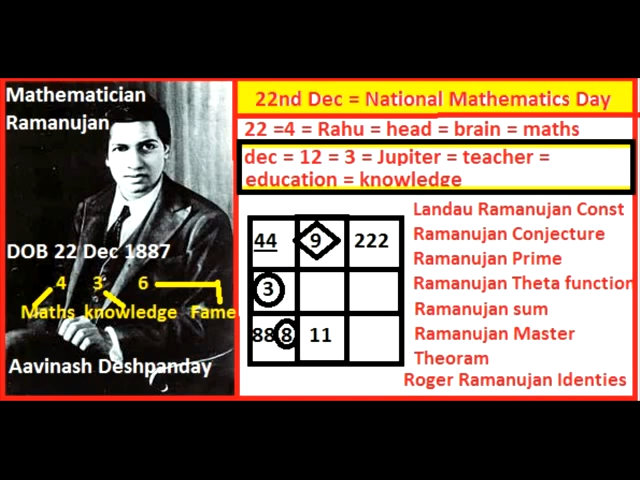 Mathematician
Ramanujan
DOB 22 Dec 1887
4 3 6
Maths knowledge Fame
Aavinash Deshpanday
22nd Dec = National Mathematics Day
22 =4 = Rahu = head = brain = maths
dec = 12 = 3 = Jupiter = teacher =
education = knowledge
44 9 222
3
88 8 11
Landau Ramanujan Const
Ramanujan Conjecture
Ramanujan Prime
Ramanujan Theta function
Ramanujan sum
Ramanujan Master
Theoram
Roger Ramanujan Identies